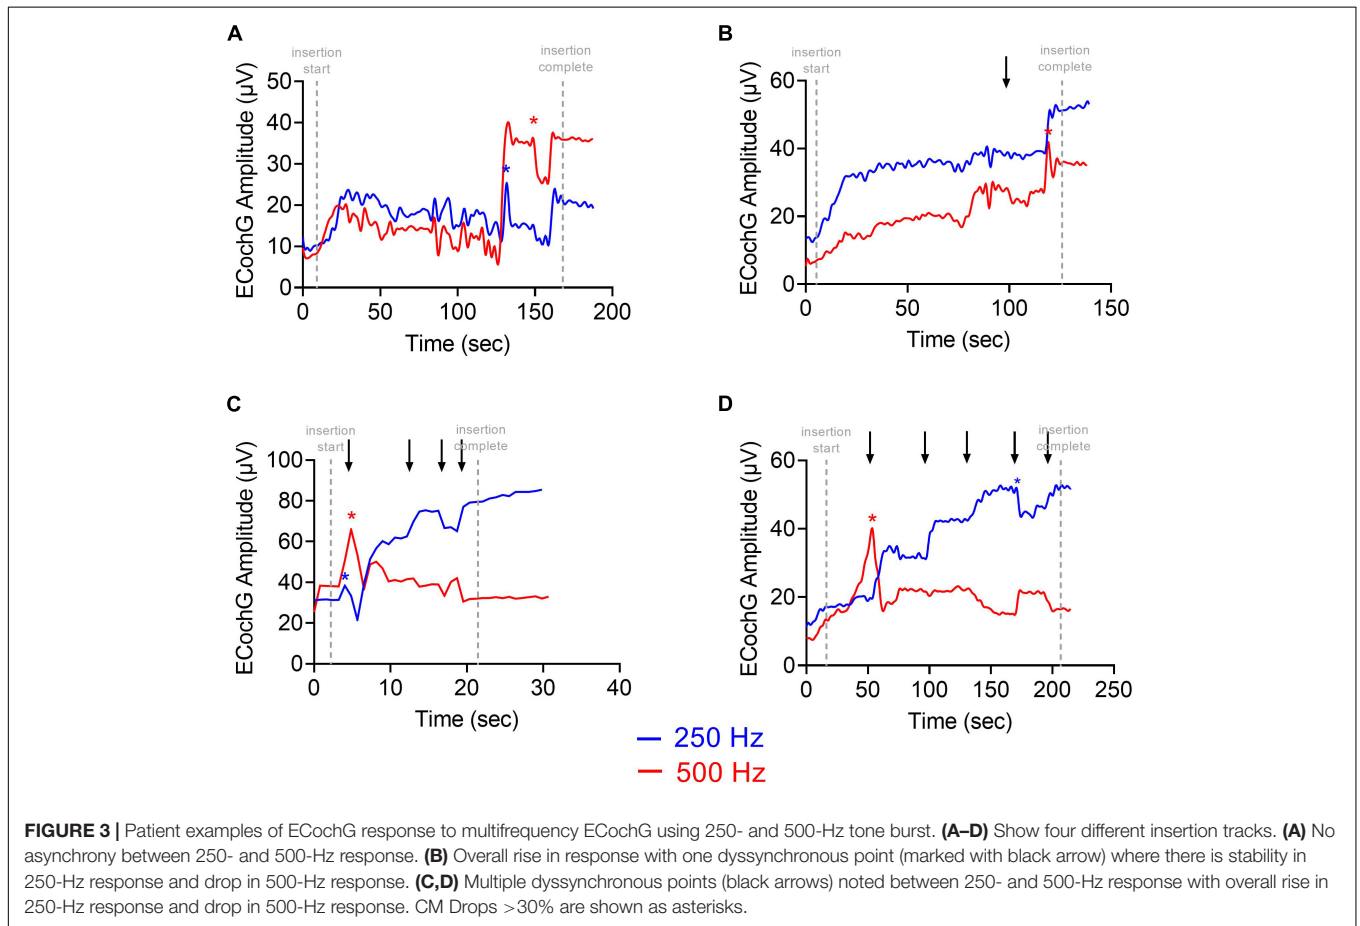 A
insertion
start
insertion
complete
ECochG Amplitude (µV)
50
40
30
20
10
0
*
*
0 50 100 150 200
Time (sec)
B
insertion
start
insertion
complete
ECochG Amplitude (µV)
60
40
20
0
*
0 50 100 150
Time (sec)
C
insertion
start
insertion
complete
ECochG Amplitude (µV)
100
80
60
40
20
0
*
*
0 10 20 30 40
Time (sec)
D
insertion
start
insertion
complete
ECochG Amplitude (µV)
60
40
20
0
*
*
0 50 100 150 200 250
Time (sec)
250 Hz
500 Hz
FIGURE 3 | Patient examples of ECochG response to multifrequency ECochG using 250- and 500-Hz tone burst. (A–D) Show four different insertion tracks. (A) No
asynchrony between 250- and 500-Hz response. (B) Overall rise in response with one dyssynchronous point (marked with black arrow) where there is stability in
250-Hz response and drop in 500-Hz response. (C,D) Multiple dyssynchronous points (black arrows) noted between 250- and 500-Hz response with overall rise in
250-Hz response and drop in 500-Hz response. CM Drops >30% are shown as asterisks.